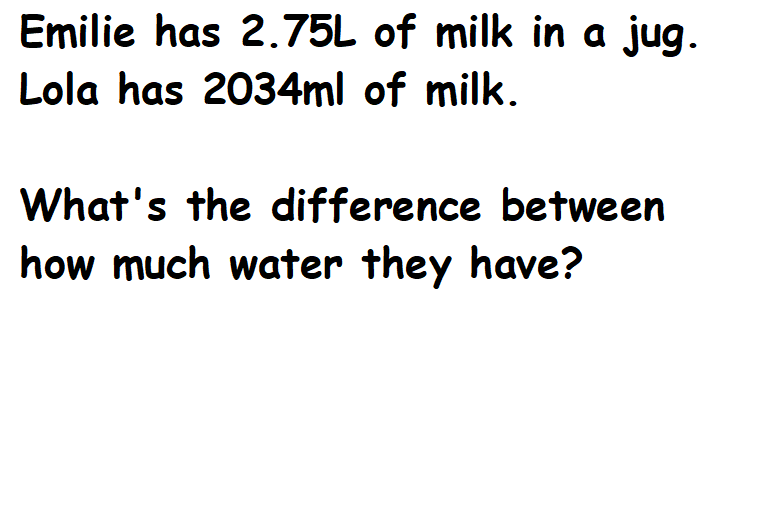 Emilie has 2.75L of milk in a jug.
Lola has 2034ml of milk.
What's the difference between
how much water they have?